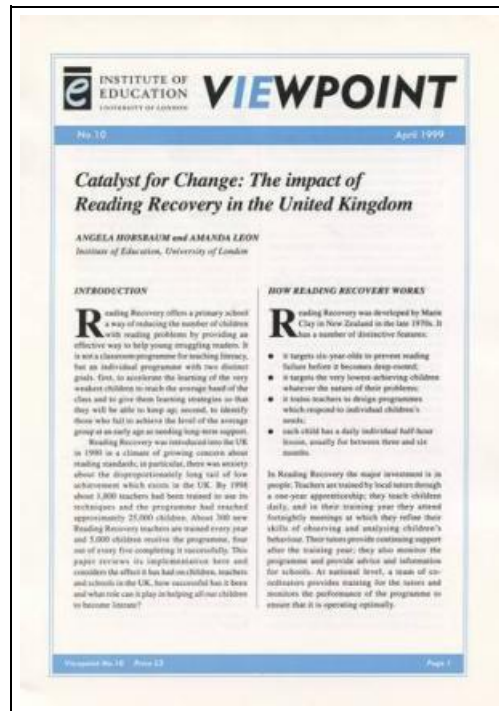 INSTITUTE OF
EDUCATION
UNIVERSITY OF LONDON
VIEWPOINT
No.10
April 1999
Catalyst for Change: The impact of
Reading Recovery in the United Kingdom
ANGELA HOBSBAUM and AMANDA LEON
Institute of Education, University of London
INTRODUCTION
Reading Recovery offers a primary school
a way of reducing the number of children
with reading problems by providing an
effective way to help young struggling readers. It
is not a classroom programme for teaching literacy,
but an individual programme with two distinct
goals: first, to accelerate the learning of the very
weakest children to reach the average band of the
class and to give them learning strategies so that
they will be able to keep up; second, to identify
those who fail to achieve the level of the average
group at an early age as needing long-term support.
Reading Recovery was introduced into the UK
in 1990 in a climate of growing concern about
reading standards; in particular, there was anxiety
about the disproportionately long tail of low
achievement which exists in the UK. By 1998
about 1,800 teachers had been trained to use its
techniques and the programme had reached
approximately 25,000 children. About 300 new
Reading Recovery teachers are trained every year
and 5,000 children receive the programme, four
out of every five completing it successfully. This
paper reviews its implementation here and
considers the effect it has had on children, teachers
and schools in the UK, how successful has it been
and what role can it play in helping all our children
to become literate?
HOW READING RECOVERY WORKS
Reading Recovery was developed by Marie
Clay in New Zealand in the late 1970s. It
has a number of distinctive features:
● it targets six-year-olds to prevent reading
failure before it becomes deep-rooted;
● it targets the very lowest-achieving children
whatever the nature of their problems;
● it trains teachers to design programmes
which respond to individual children's
needs;
● each child has a daily individual half-hour
lesson, usually for between three and six
months.
In Reading Recovery the major investment is in
people. Teachers are trained by local tutors through
a one-year apprenticeship; they teach children
daily, and in their training year they attend
fortnightly meetings at which they refine their
skills of observing and analysing children's
behaviour. Their tutors provide continuing support
after the training year; they also monitor the
programme and provide advice and information
for schools. At national level, a team of co-
ordinators provides training for the tutors and
monitors the performance of the programme to
ensure that it is operating optimally.
Viewpoint No.10 Price £2
Page 1